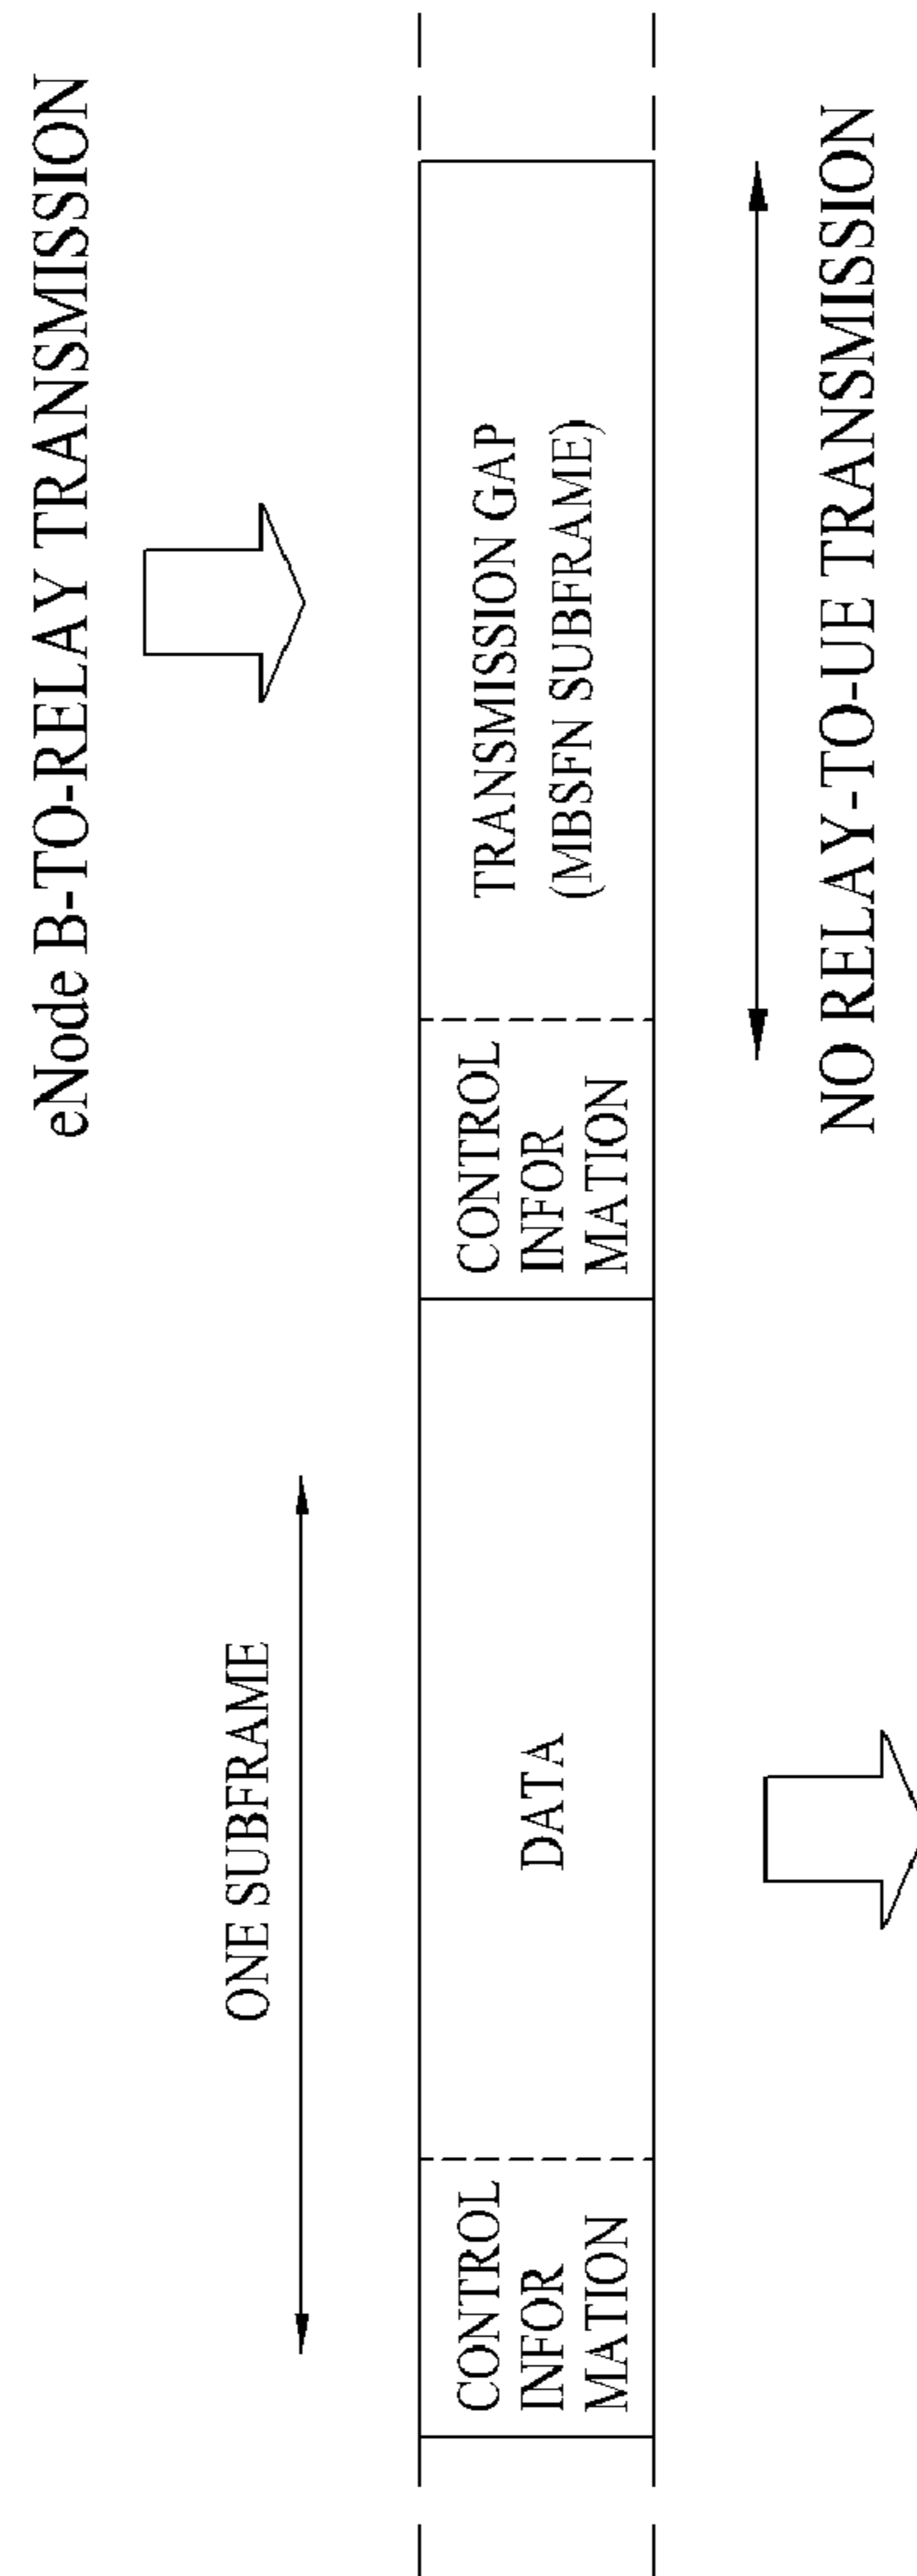 eNode B-TO-RELAY TRANSMISSION
ONE SUBFRAME
CONTROL
INFOR
MATION
DATA
CONTROL
INFOR
MATION
TRANSMISSION GAP
(MBSFN SUBFRAME)
NO RELAY-TO-UE TRANSMISSION